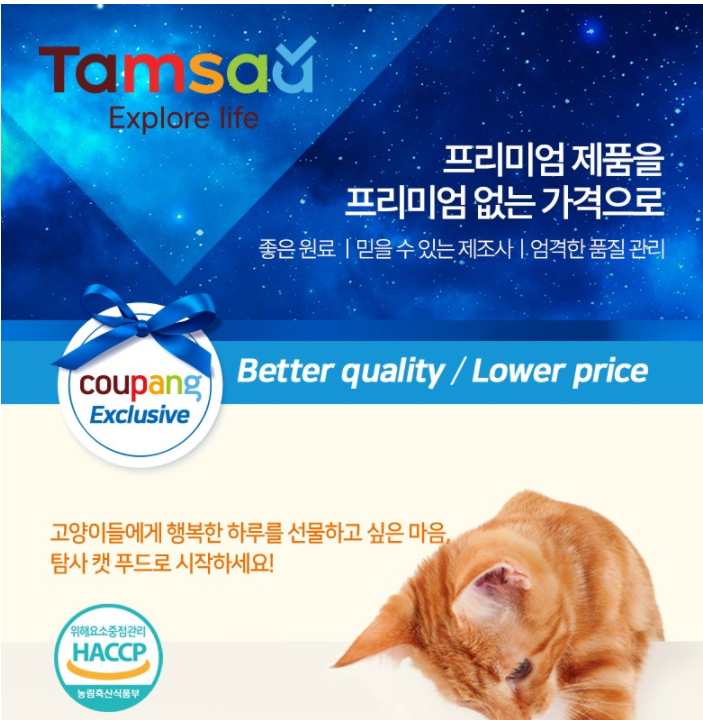 Tamsaa
Explore life
프리미엄 제품을
프리미엄 없는 가격으로
좋은 원료 | 믿을 수 있는 제조사 | 엄격한 품질 관리
coupang
Exclusive
Better quality / Lower price
고양이들에게 행복한 하루를 선물하고 싶은 마음,
탐사 캣 푸드로 시작하세요!
위해요소중점관리
HACCP
농림축산식품부